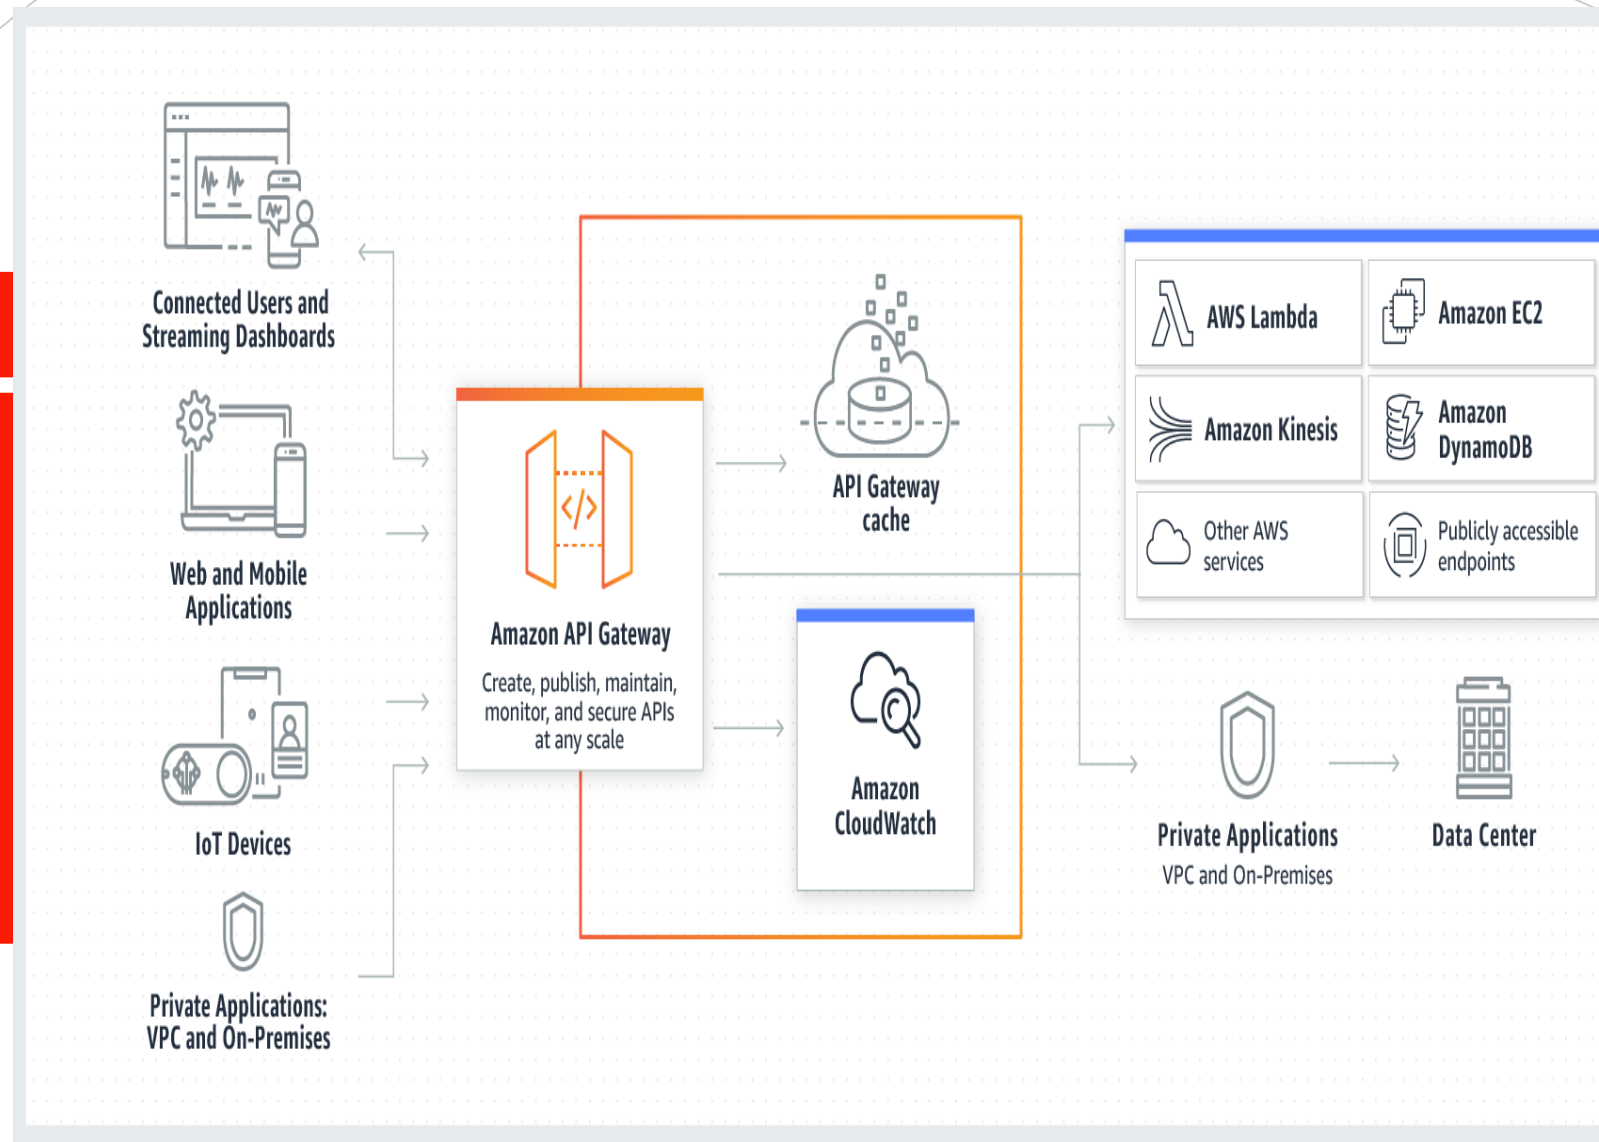 Connected Users and
Streaming Dashboards
Web and Mobile
Applications
IoT Devices
Private Applications:
VPC and On-Premises
Amazon API Gateway
Create, publish, maintain,
monitor, and secure APIs
at any scale
API Gateway
cache
Amazon
CloudWatch
AWS Lambda
Amazon EC2
Amazon Kinesis
Amazon
DynamoDB
Other AWS
services
Publicly accessible
endpoints
Private Applications
VPC and On-Premises
Data Center